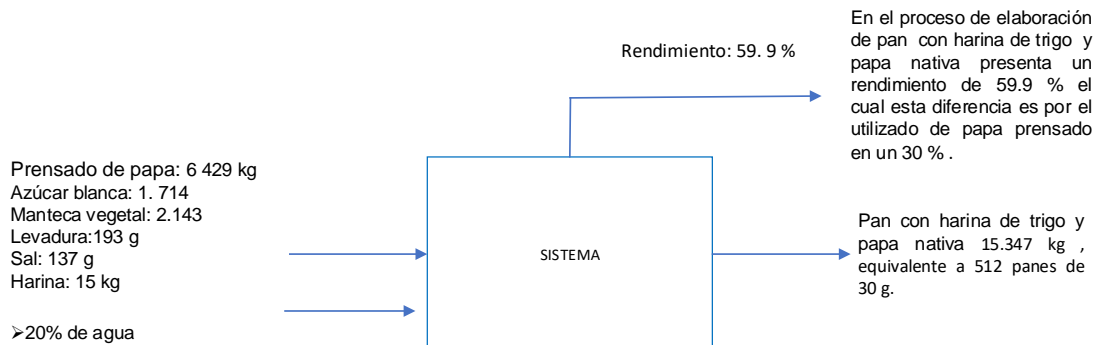 Rendimiento: 59. 9 %
En el proceso de elaboración
de pan con harina de trigo y
papa nativa presenta un
rendimiento de 59.9 % el
cual esta diferencia es por el
utilizado de papa prensado
en un 30 % .
Prensado de papa: 6 429 kg
Azúcar blanca: 1. 714
Manteca vegetal: 2.143
Levadura:193 g
Sal: 137 g
Harina: 15 kg
➢20% de agua
SISTEMA
Pan con harina de trigo y
papa nativa 15.347 kg ,
equivalente a 512 panes de
30 g.